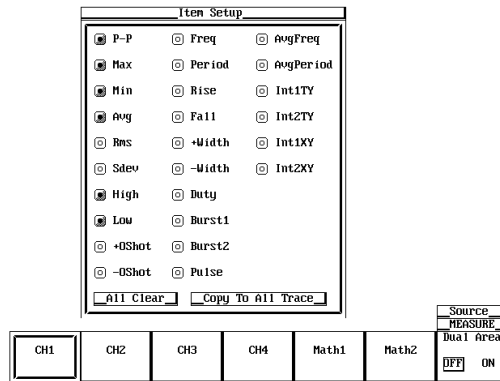 Item Setup
P-P Freq AvgFreq
Max Period AvgPeriod
Min Rise Int1TY
Avg Fall Int2TY
Rms +Width Int1XY
Sdev -Width Int2XY
High Duty
Low Burst1
+OShot Burst2
-OShot Pulse
All Clear Copy To All Trace
Source
MEASURE
Dual Area
OFF ON
CH1 CH2 CH3 CH4 Math1 Math2